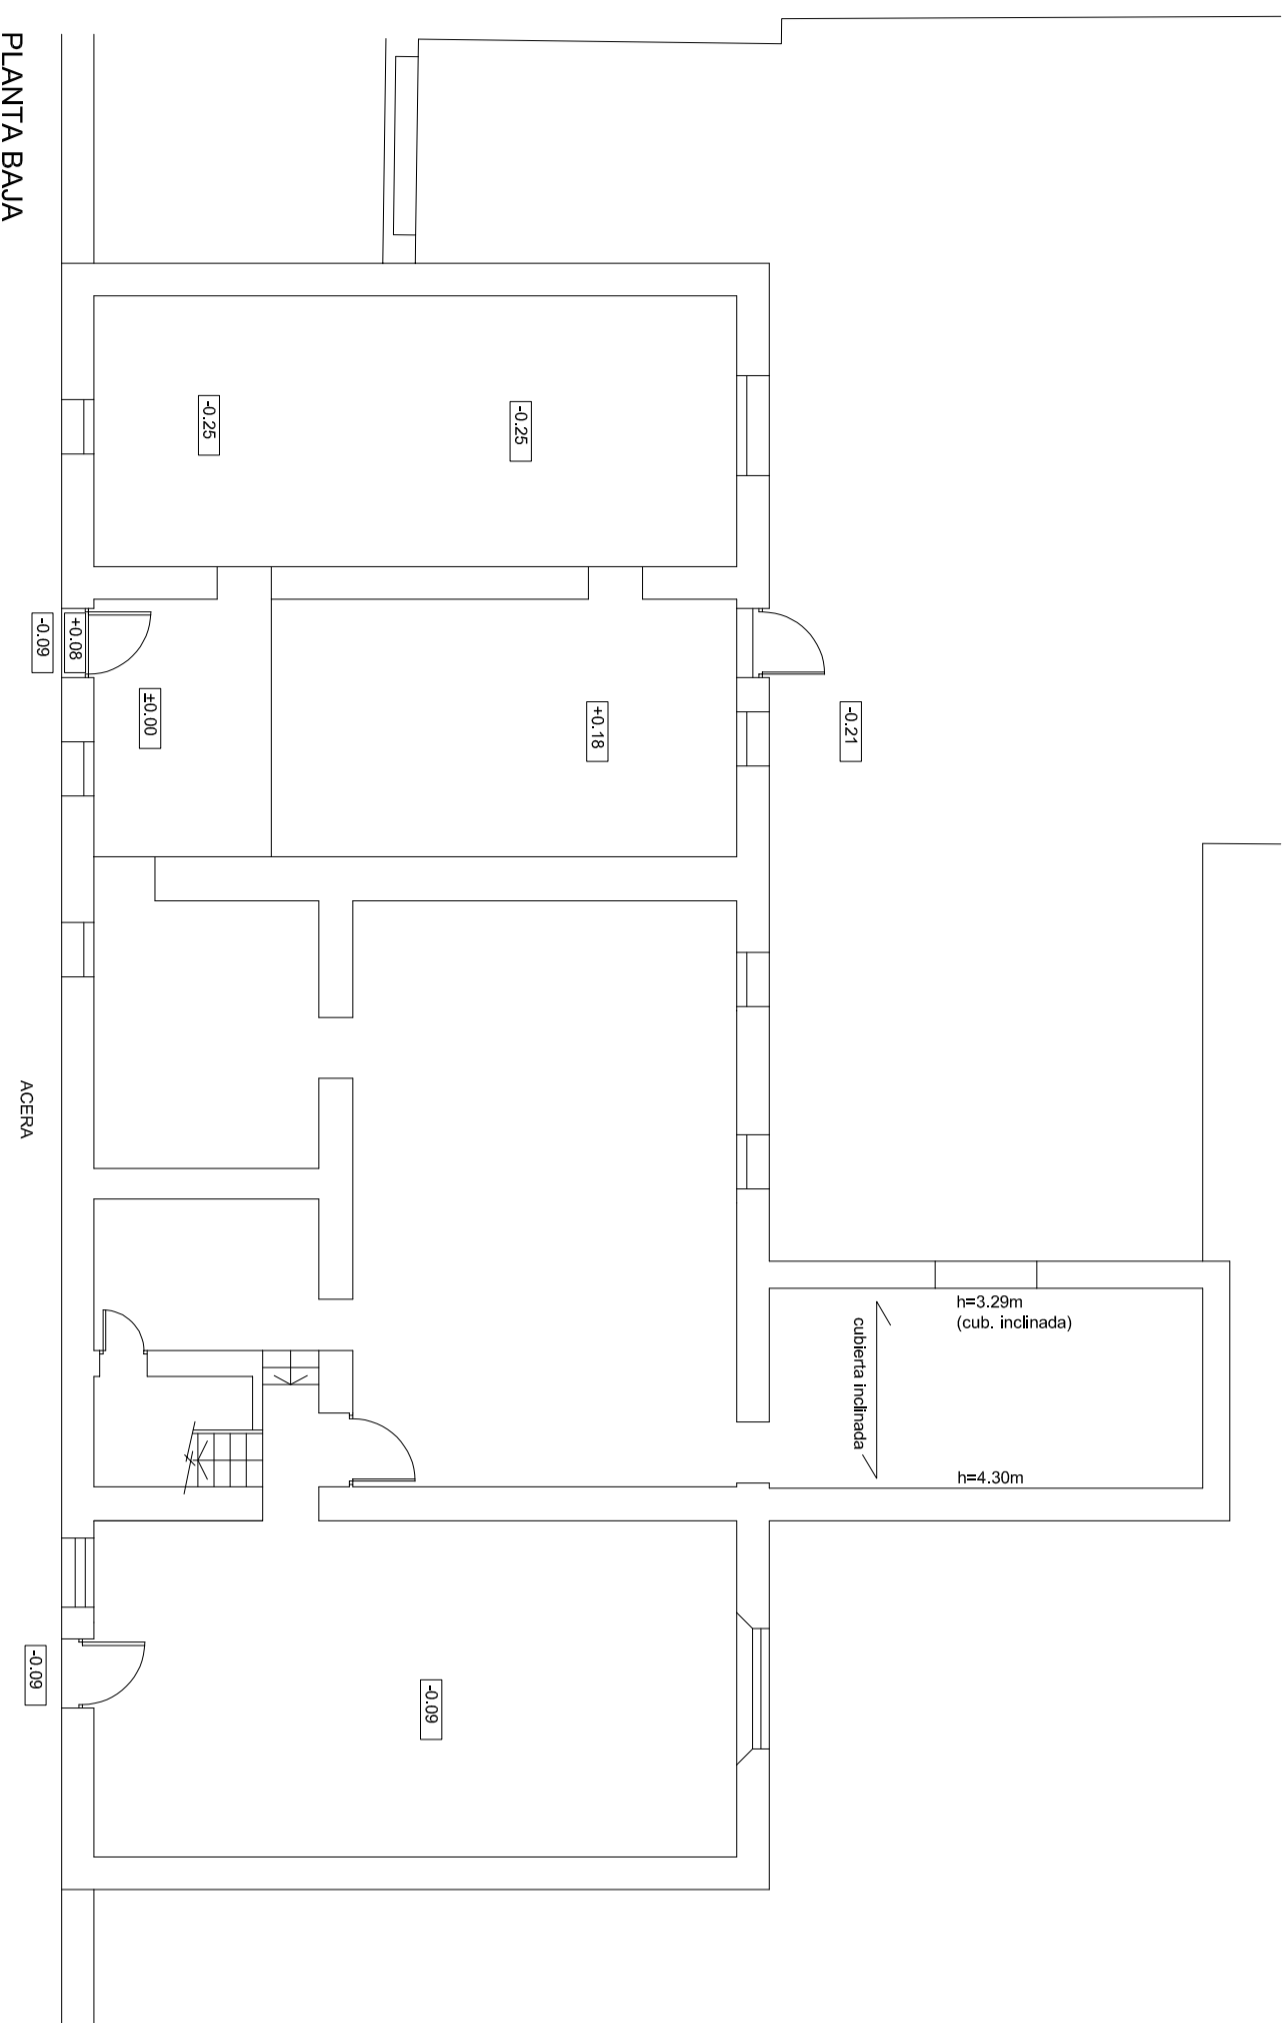 PLANTA BAJA
-0.25
-0.25
-0.09
+0.08
±0.00
+0.18
-0.21
ACERA
h=3.29m
(cub. inclinada)
cubierta inclinada
h=4.30m
-0.09
-0.09